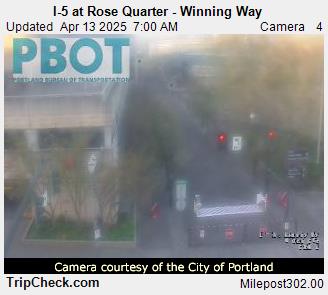 I-5 at Rose Quarter - Winning Way
Updated Apr 13 2025 7:00 AM Camera 4
PBOT
PORTLAND BUREAU OF TRANSPORTATION
Camera courtesy of the City of Portland
TripCheck.com Milepost302.00